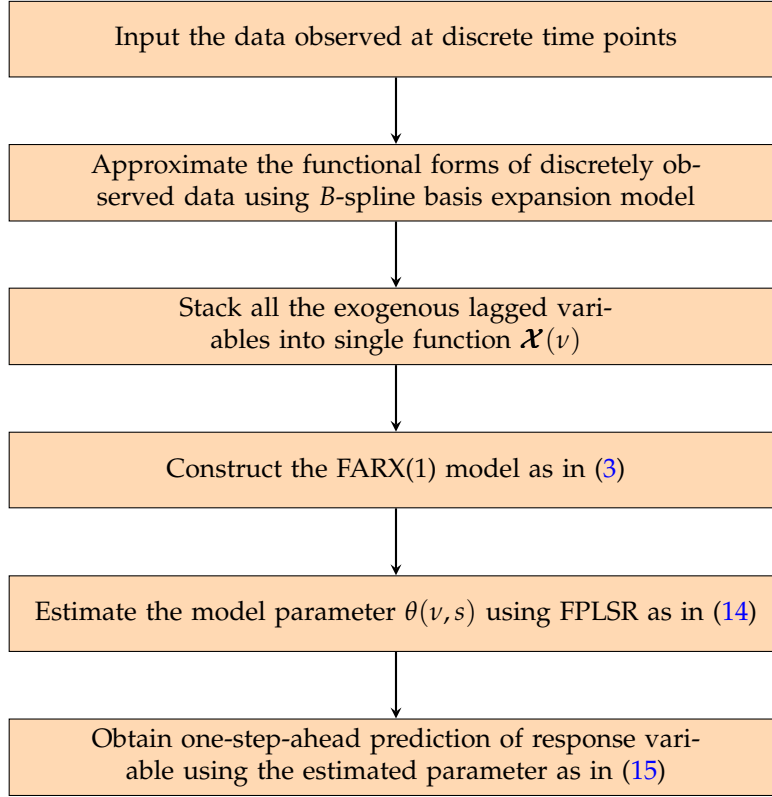 Input the data observed at discrete time points
Approximate the functional forms of discretely ob-
served data using B-spline basis expansion model
Stack all the exogenous lagged vari-
ables into single function 𝓧(ν)
Construct the FARX(1) model as in (3)
Estimate the model parameter θ(ν, s) using FPLSR as in (14)
Obtain one-step-ahead prediction of response vari-
able using the estimated parameter as in (15)